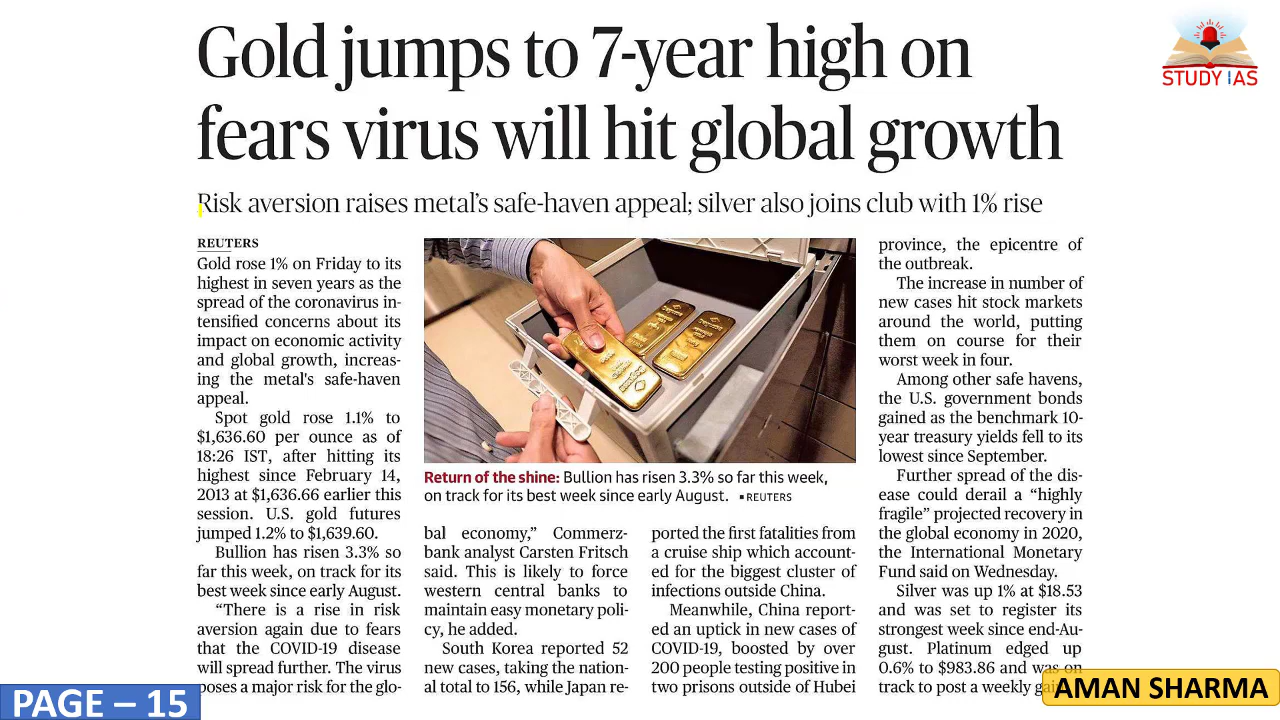 Gold jumps to 7-year high on
fears virus will hit global growth
STUDY IAS
Risk aversion raises metal's safe-haven appeal; silver also joins club with 1% rise
REUTERS
Gold rose 1% on Friday to its
highest in seven years as the
spread of the coronavirus in-
tensified concerns about its
impact on economic activity
and global growth, increas-
ing the metal's safe-haven
appeal.
Spot gold rose 1.1% to
$1,636.60 per ounce as of
18:26 IST, after hitting its
highest since February 14,
2013 at $1,636.66 earlier this
session. U.S. gold futures
jumped 1.2% to $1,639.60.
Bullion has risen 3.3% so
far this week, on track for its
best week since early August.
“There is a rise in risk
aversion again due to fears
that the COVID-19 disease
will spread further. The virus
poses a major risk for the glo-
Return of the shine: Bullion has risen 3.3% so far this week,
on track for its best week since early August. ▪ REUTERS
bal economy,” Commerz-
bank analyst Carsten Fritsch
said. This is likely to force
western central banks to
maintain easy monetary poli-
cy, he added.
South Korea reported 52
new cases, taking the nation-
al total to 156, while Japan re-
ported the first fatalities from
a cruise ship which account-
ed for the biggest cluster of
infections outside China.
Meanwhile, China report-
ed an uptick in new cases of
COVID-19, boosted by over
200 people testing positive in
two prisons outside of Hubei
province, the epicentre of
the outbreak.
The increase in number of
new cases hit stock markets
around the world, putting
them on course for their
worst week in four.
Among other safe havens,
the U.S. government bonds
gained as the benchmark 10-
year treasury yields fell to its
lowest since September.
Further spread of the dis-
ease could derail a “highly
fragile” projected recovery in
the global economy in 2020,
the International Monetary
Fund said on Wednesday.
Silver was up 1% at $18.53
and was set to register its
strongest week since end-Au-
gust. Platinum edged up
0.6% to $983.86 and was on
track to post a weekly
PAGE – 15
AMAN SHARMA